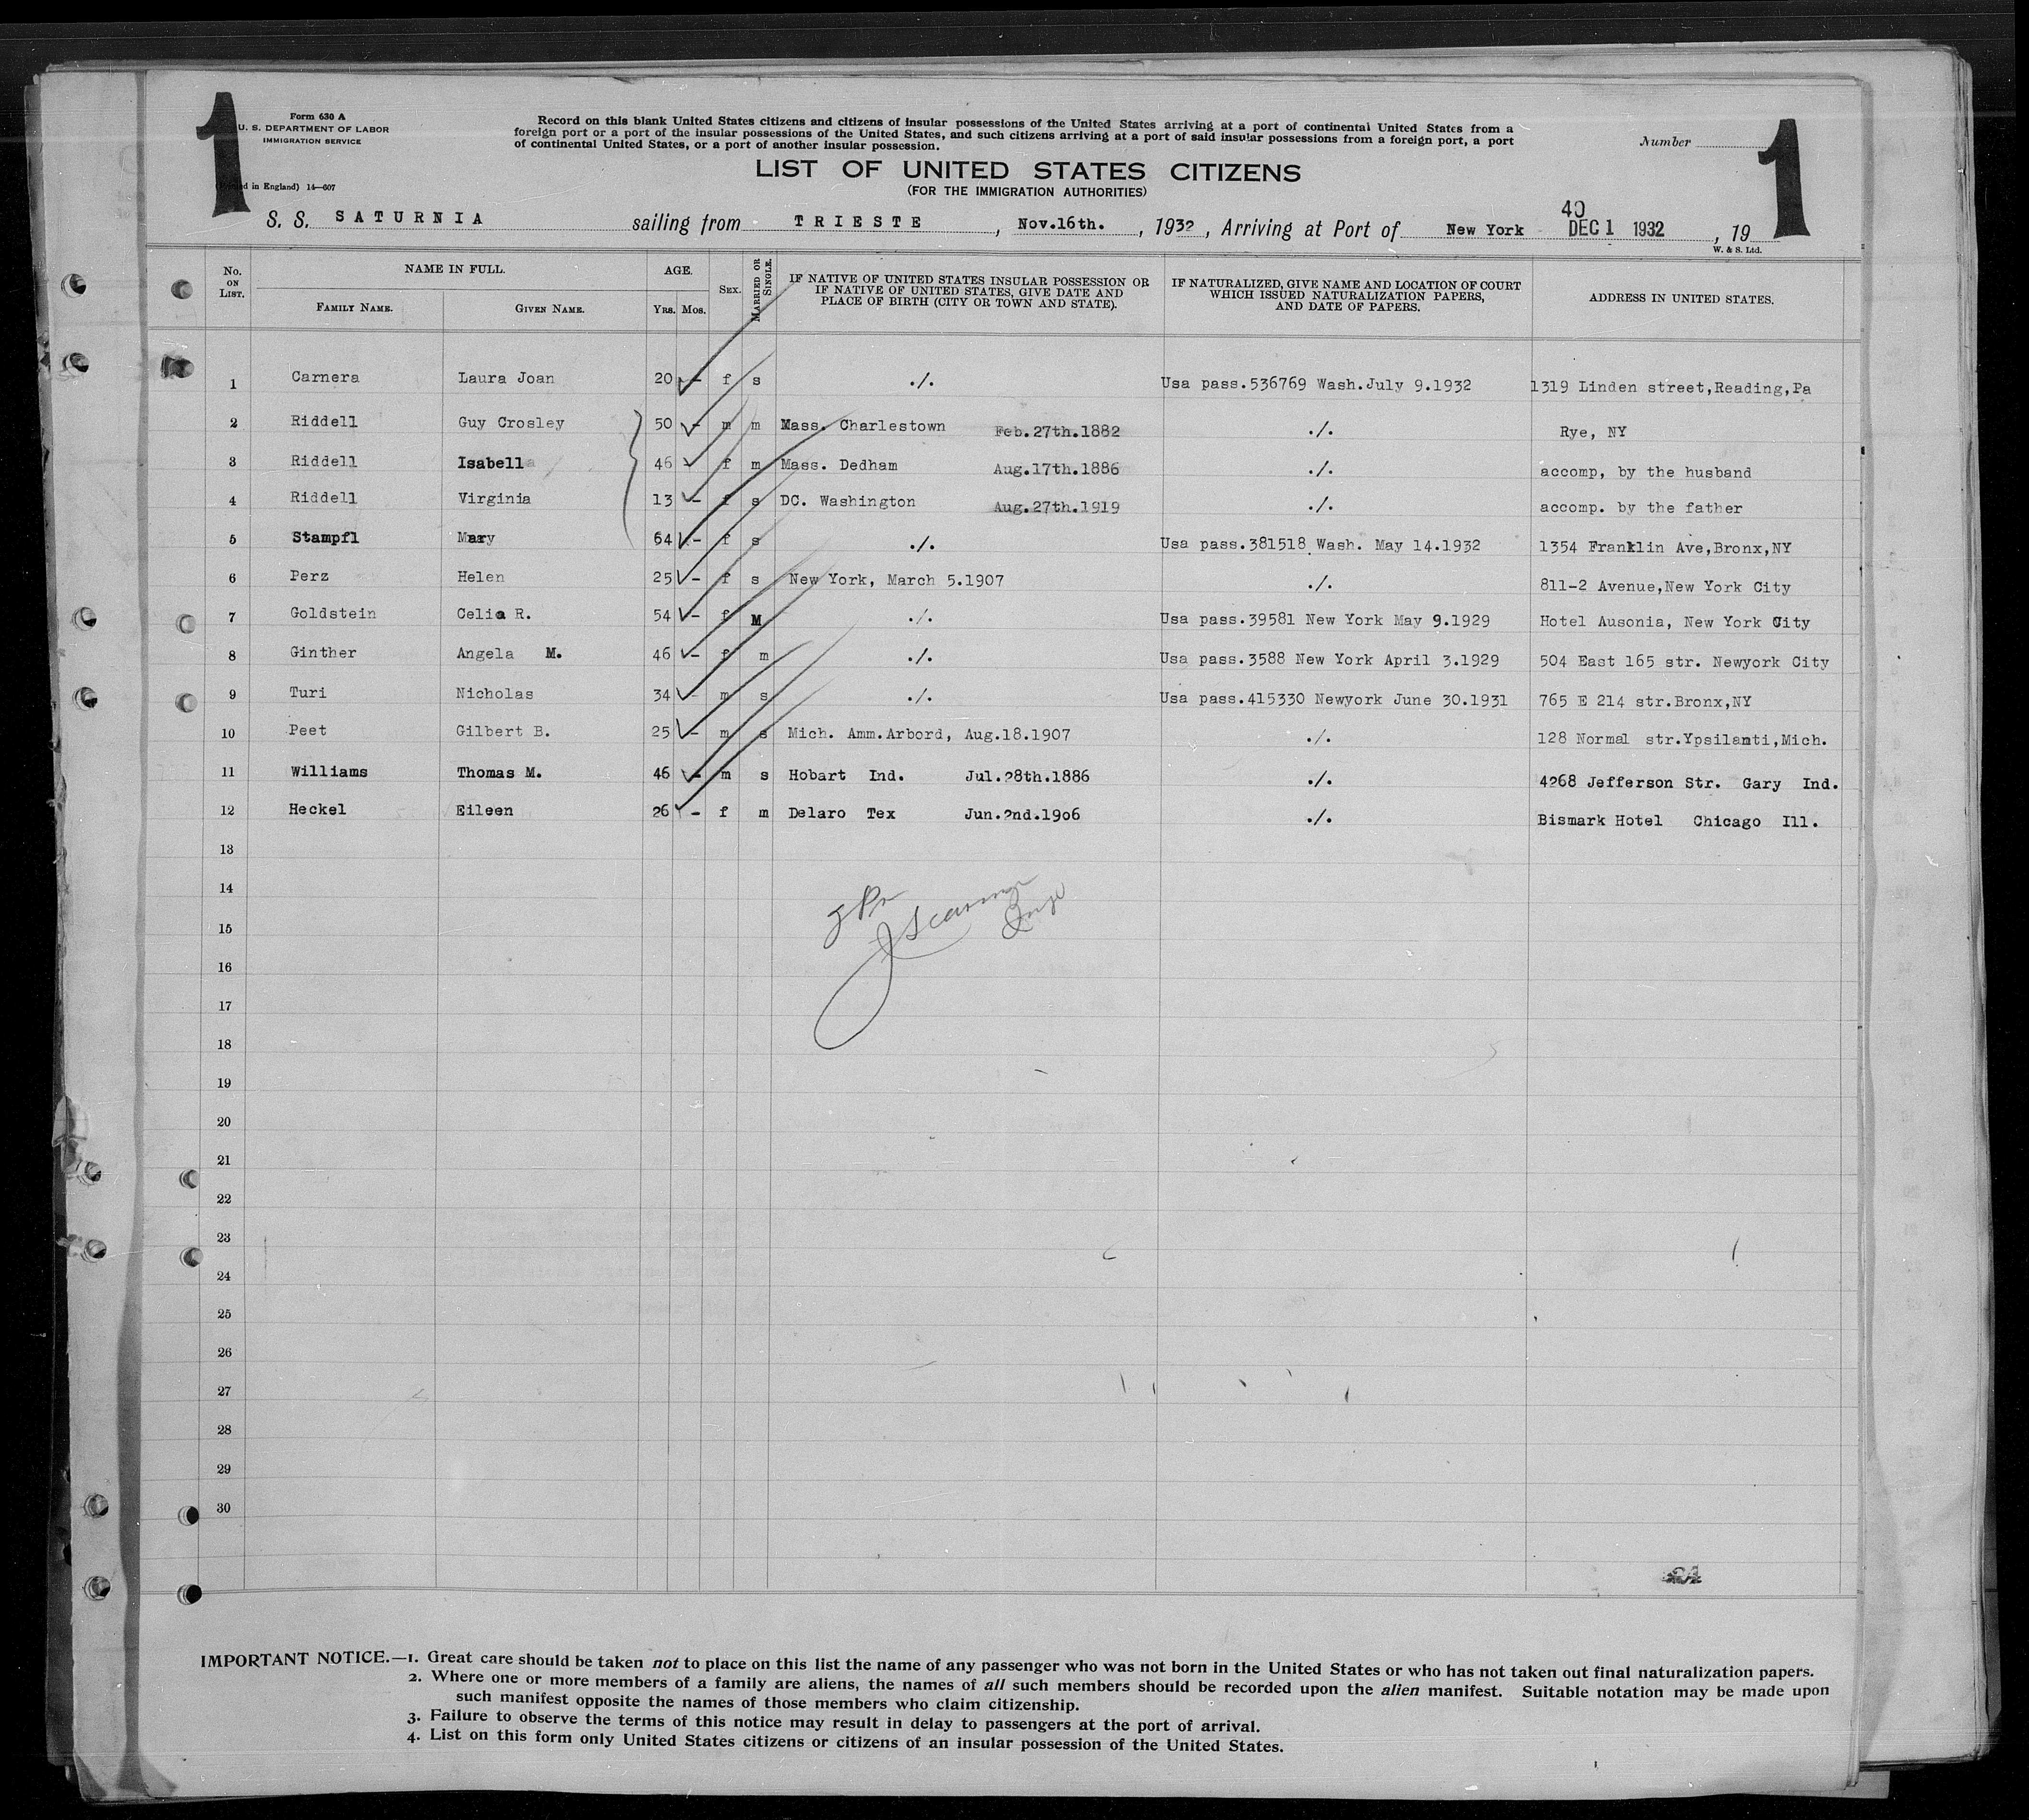 1
1
Form 630 A
U. S. DEPARTMENT OF LABOR
IMMIGRATION SERVICE
in England) 14—607
Record on this blank United States citizens and citizens of insular possessions of the United States arriving at a port of continental United States from a
foreign port or a port of the insular possessions of the United States, and such citizens arriving at a port of said insular possessions from a foreign port, a port
of continental United States, or a port of another insular possession.
Number
LIST OF UNITED STATES CITIZENS
(FOR THE IMMIGRATION AUTHORITIES)
40
S. S. SATURNIA sailing from TRIESTE, Nov.16th., 1932, Arriving at Port of New York DEC 1 1932, 19
W. & S. Ltd.
No. ON LIST. NAME IN FULL. FAMILY NAME. GIVEN NAME. AGE. YRS. MOS. SEX. MARRIED OR SINGLE. IF NATIVE OF UNITED STATES INSULAR POSSESSION OR IF NATIVE OF UNITED STATES, GIVE DATE AND PLACE OF BIRTH (CITY OR TOWN AND STATE). IF NATURALIZED, GIVE NAME AND LOCATION OF COURT WHICH ISSUED NATURALIZATION PAPERS, AND DATE OF PAPERS. ADDRESS IN UNITED STATES.
1 Carnera Laura Joan 20 - f s ./. Usa pass.536769 Wash.July 9.1932 1319 Linden street,Reading,Pa
2 Riddell Guy Crosley 50 - m m Mass. Charlestown Feb.27th.1882 ./. Rye, NY
3 Riddell Isabella 46 - f m Mass. Dedham Aug.17th.1886 ./. accomp, by the husband
4 Riddell Virginia 13 - f s DC. Washington Aug.27th.1919 ./. accomp. by the father
5 Stampfl Mary 64 - f s ./. Usa pass.381518 Wash. May 14.1932 1354 Franklin Ave,Bronx,NY
6 Perz Helen 25 - f s New York, March 5.1907 ./. 811-2 Avenue,New York City
7 Goldstein Celia R. 54 - f M ./. Usa pass.39581 New York May 9.1929 Hotel Ausonia, New York City
8 Ginther Angela M. 46 - f m ./. Usa pass.3588 New York April 3.1929 504 East 165 str. Newyork City
9 Turi Nicholas 34 - m s ./. Usa pass.415330 Newyork June 30.1931 765 E 214 str.Bronx,NY
10 Peet Gilbert B. 25 - m s Mich. Amm.Arbord, Aug.18.1907 ./. 128 Normal str.Ypsilanti,Mich.
11 Williams Thomas M. 46 - m s Hobart Ind. Jul.28th.1886 ./. 4268 Jefferson Str. Gary Ind.
12 Heckel Eileen 26 - f m Delaro Tex Jun.2nd.1906 ./. Bismark Hotel Chicago Ill.
13
14
15
16
17
18
19
20
21
22
23
24
25
26
27
28
29
30
IMPORTANT NOTICE.—1. Great care should be taken not to place on this list the name of any passenger who was not born in the United States or who has not taken out final naturalization papers.
2. Where one or more members of a family are aliens, the names of all such members should be recorded upon the alien manifest. Suitable notation may be made upon
such manifest opposite the names of those members who claim citizenship.
3. Failure to observe the terms of this notice may result in delay to passengers at the port of arrival.
4. List on this form only United States citizens or citizens of an insular possession of the United States.